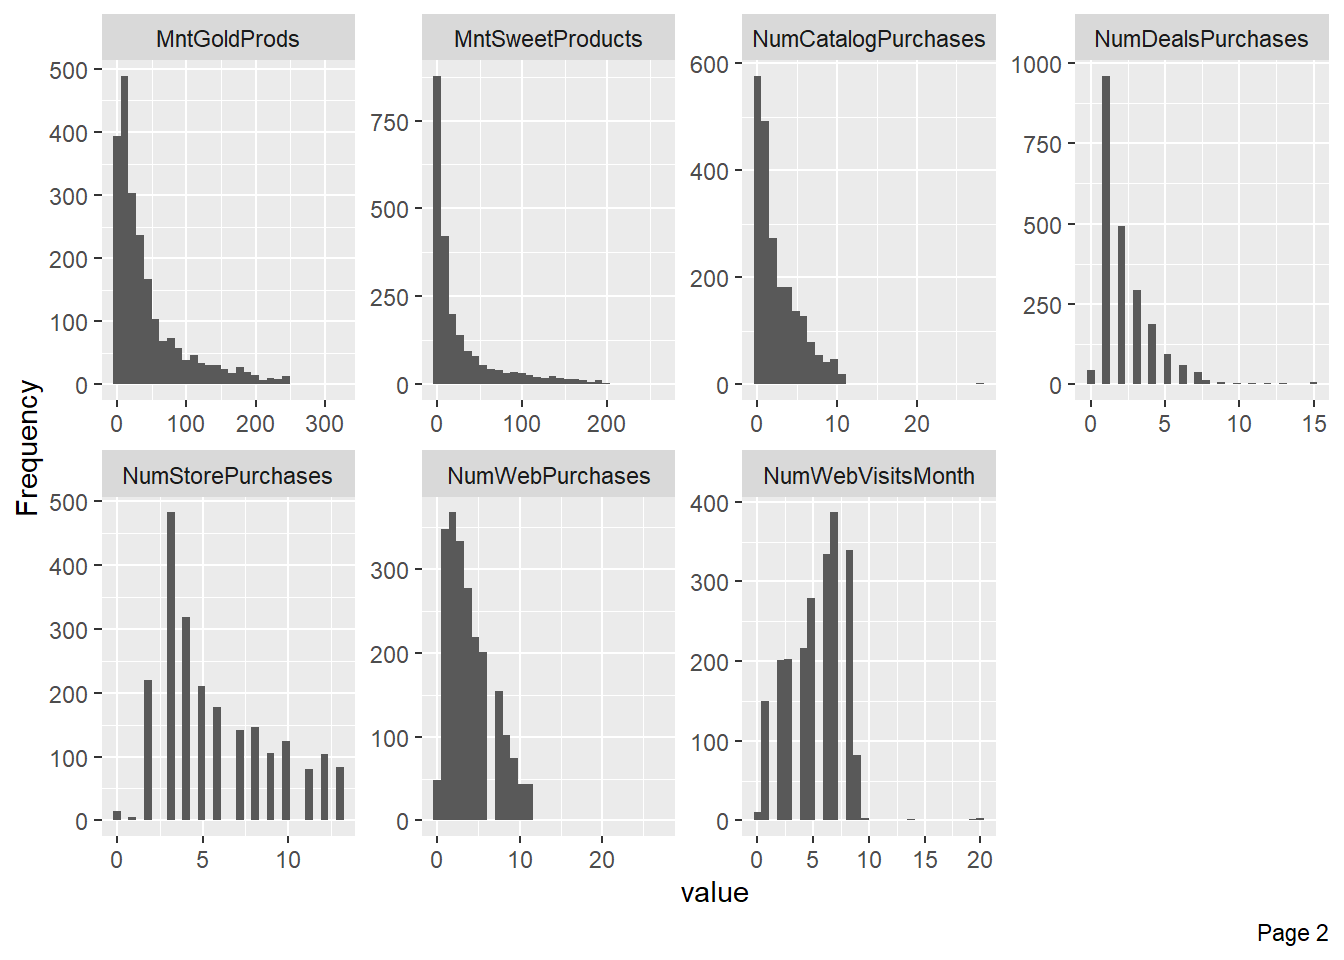 MntGoldProds
MntSweetProducts
NumCatalogPurchases
NumDealsPurchases
500
400
300
200
100
0
0 100 200 300
750
500
250
0
0 100 200
600
400
200
0
0 10 20
1000
750
500
250
0
0 5 10 15
Frequency
NumStorePurchases
NumWebPurchases
NumWebVisitsMonth
500
400
300
200
100
0
0 5 10
300
200
100
0
0 10 20
400
300
200
100
0
0 5 10 15 20
value
Page 2